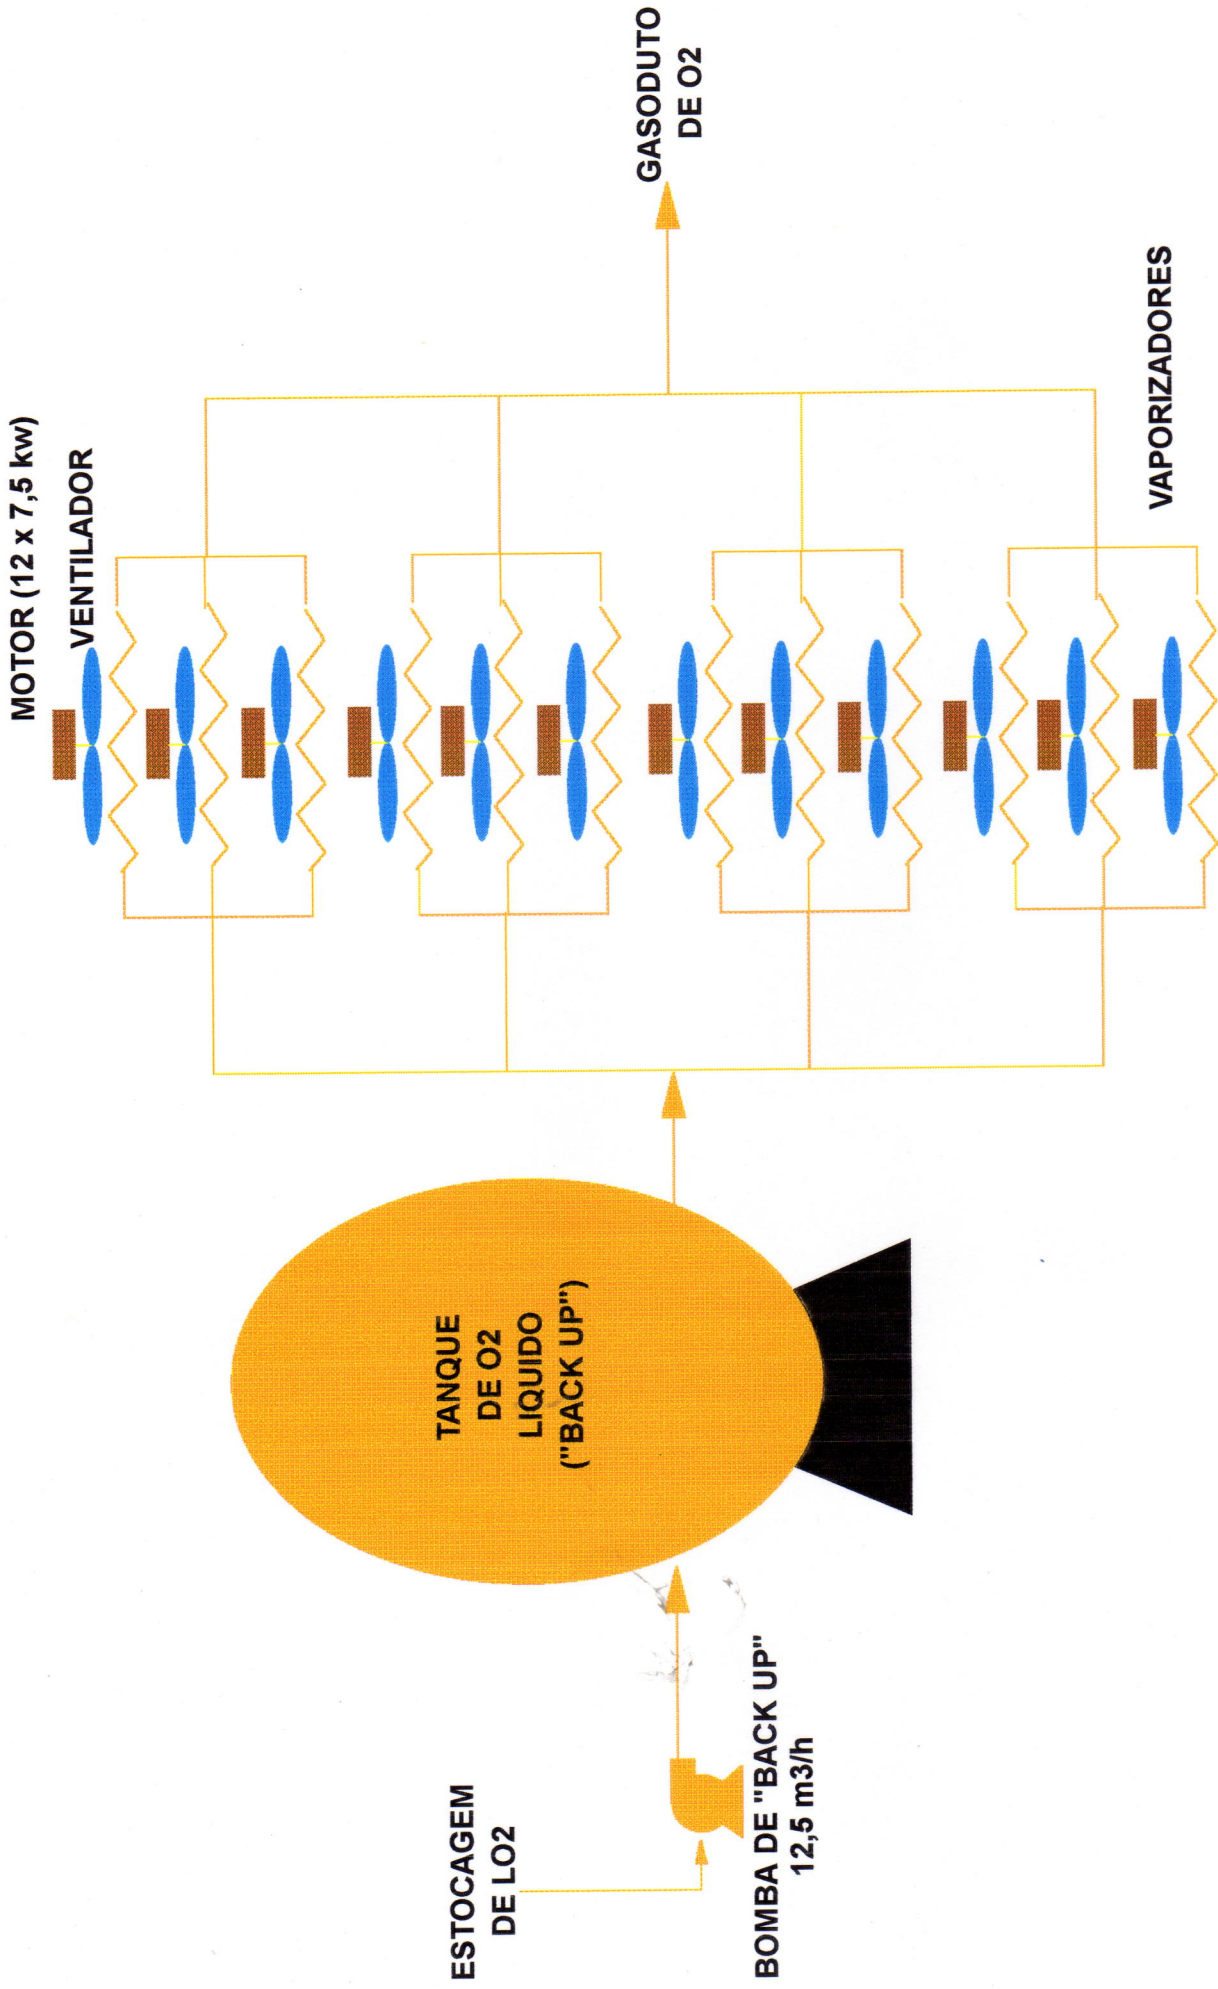 MOTOR (12 x 7,5 kw)
VENTILADOR
GASODUTO
DE O2
VAPORIZADORES
TANQUE
DE O2
LIQUIDO
("BACK UP")
ESTOCAGEM
DE LO2
BOMBA DE "BACK UP"
12,5 m3/h